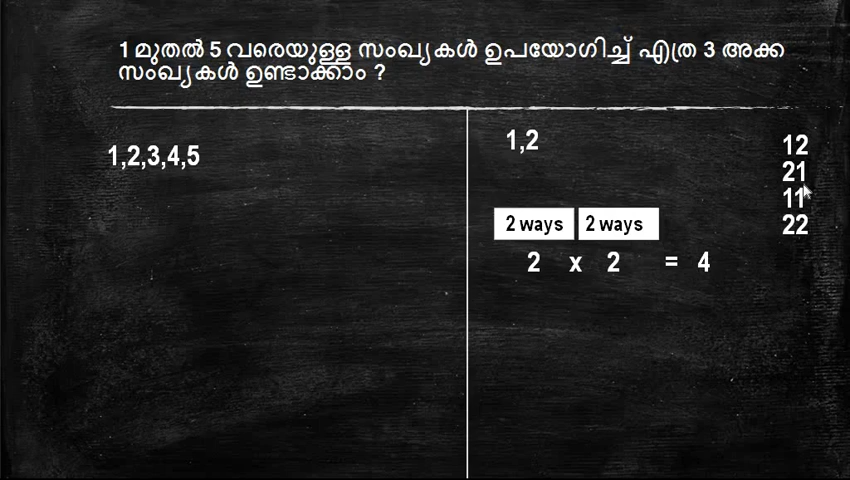 1 മുതൽ 5 വരെയുള്ള സംഖ്യകൾ ഉപയോഗിച്ച് എത്ര 3 അക്ക
സംഖ്യകൾ ഉണ്ടാക്കാം ?
1,2,3,4,5
1,2
2 ways 2 ways
2 x 2 = 4
12
21
11
22